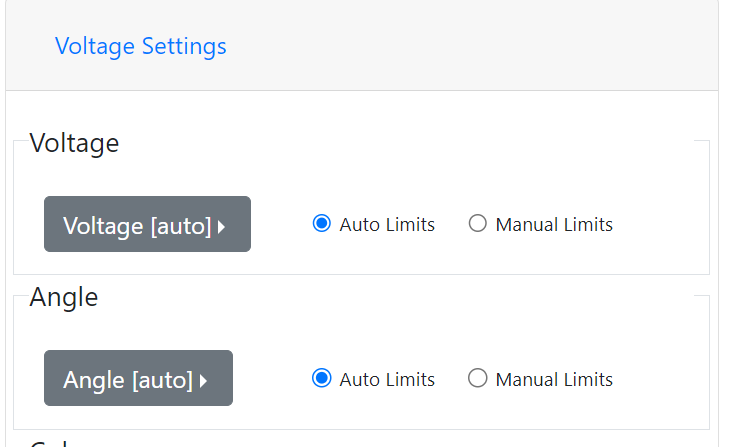 Voltage Settings
Voltage
Voltage [auto]
Auto Limits
Manual Limits
Angle
Angle [auto]
Auto Limits
Manual Limits